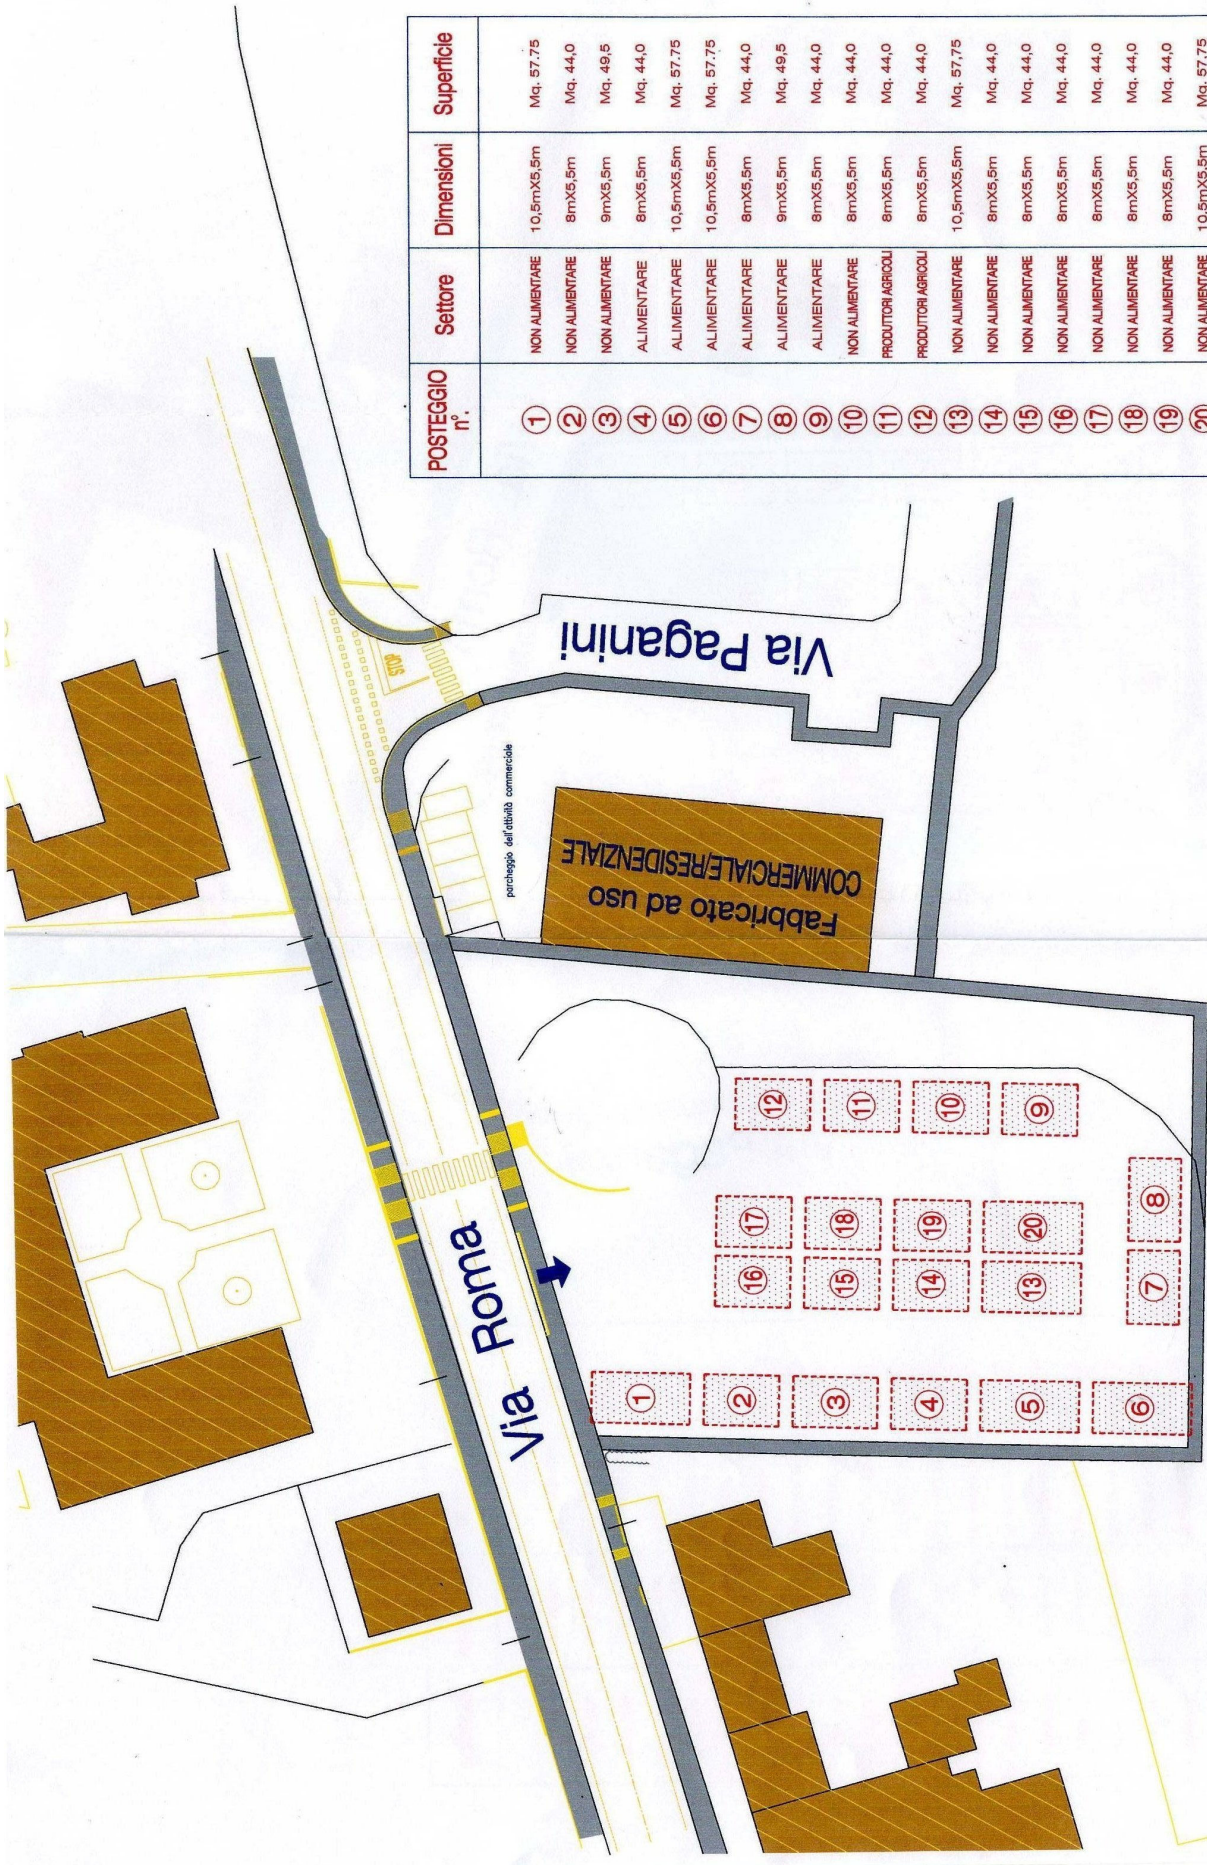 POSTEGGIO n°. Settore Dimensioni Superficie
① NON ALIMENTARE 10,5mX5,5m Mq. 57.75
② NON ALIMENTARE 8mX5,5m Mq. 44,0
③ NON ALIMENTARE 9mX5,5m Mq. 49,5
④ ALIMENTARE 8mX5,5m Mq. 44,0
⑤ ALIMENTARE 10,5mX5,5m Mq. 57.75
⑥ ALIMENTARE 10,5mX5,5m Mq. 57.75
⑦ ALIMENTARE 8mX5,5m Mq. 44,0
⑧ ALIMENTARE 9mX5,5m Mq. 49,5
⑨ ALIMENTARE 8mX5,5m Mq. 44,0
⑩ NON ALIMENTARE 8mX5,5m Mq. 44,0
⑪ PRODUTTORI AGRICOLI 8mX5,5m Mq. 44,0
⑫ PRODUTTORI AGRICOLI 8mX5,5m Mq. 44,0
⑬ NON ALIMENTARE 10,5mX5,5m Mq. 57,75
⑭ NON ALIMENTARE 8mX5,5m Mq. 44,0
⑮ NON ALIMENTARE 8mX5,5m Mq. 44,0
⑯ NON ALIMENTARE 8mX5,5m Mq. 44,0
⑰ NON ALIMENTARE 8mX5,5m Mq. 44,0
⑱ NON ALIMENTARE 8mX5,5m Mq. 44,0
⑲ NON ALIMENTARE 8mX5,5m Mq. 44,0
⑳ NON ALIMENTARE 10,5mX5,5m Mq. 57,75
STOP
Via Paganini
parcheggio dell'attività commerciale
Fabbricato ad uso
COMMERCIALE/RESIDENZIALE
Via Roma
⑫
⑪
⑩
⑨
⑰
⑱
⑲
⑳
⑧
⑯
⑮
⑭
⑬
⑦
①
②
③
④
⑤
⑥